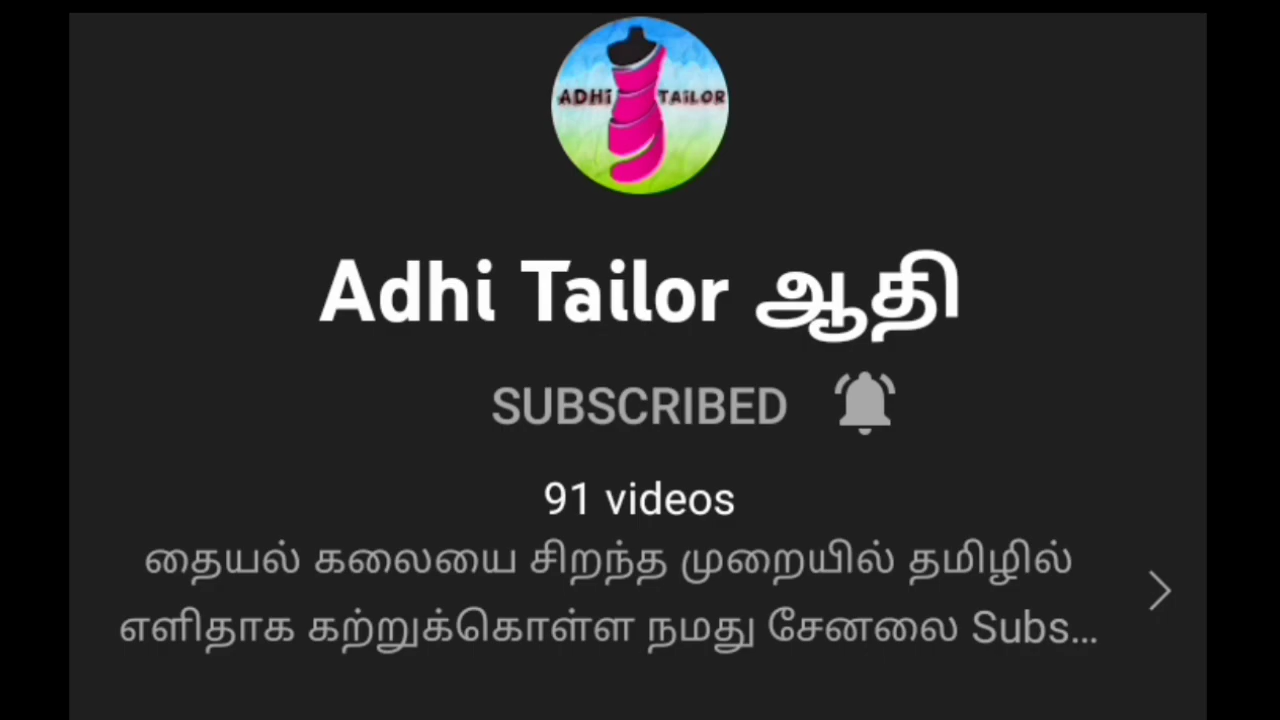 ADHi TAiLOR
Adhi Tailor ஆதி
SUBSCRIBED
91 videos
தையல் கலையை சிறந்த முறையில் தமிழில்
எளிதாக கற்றுக்கொள்ள நமது சேனலை Subs...